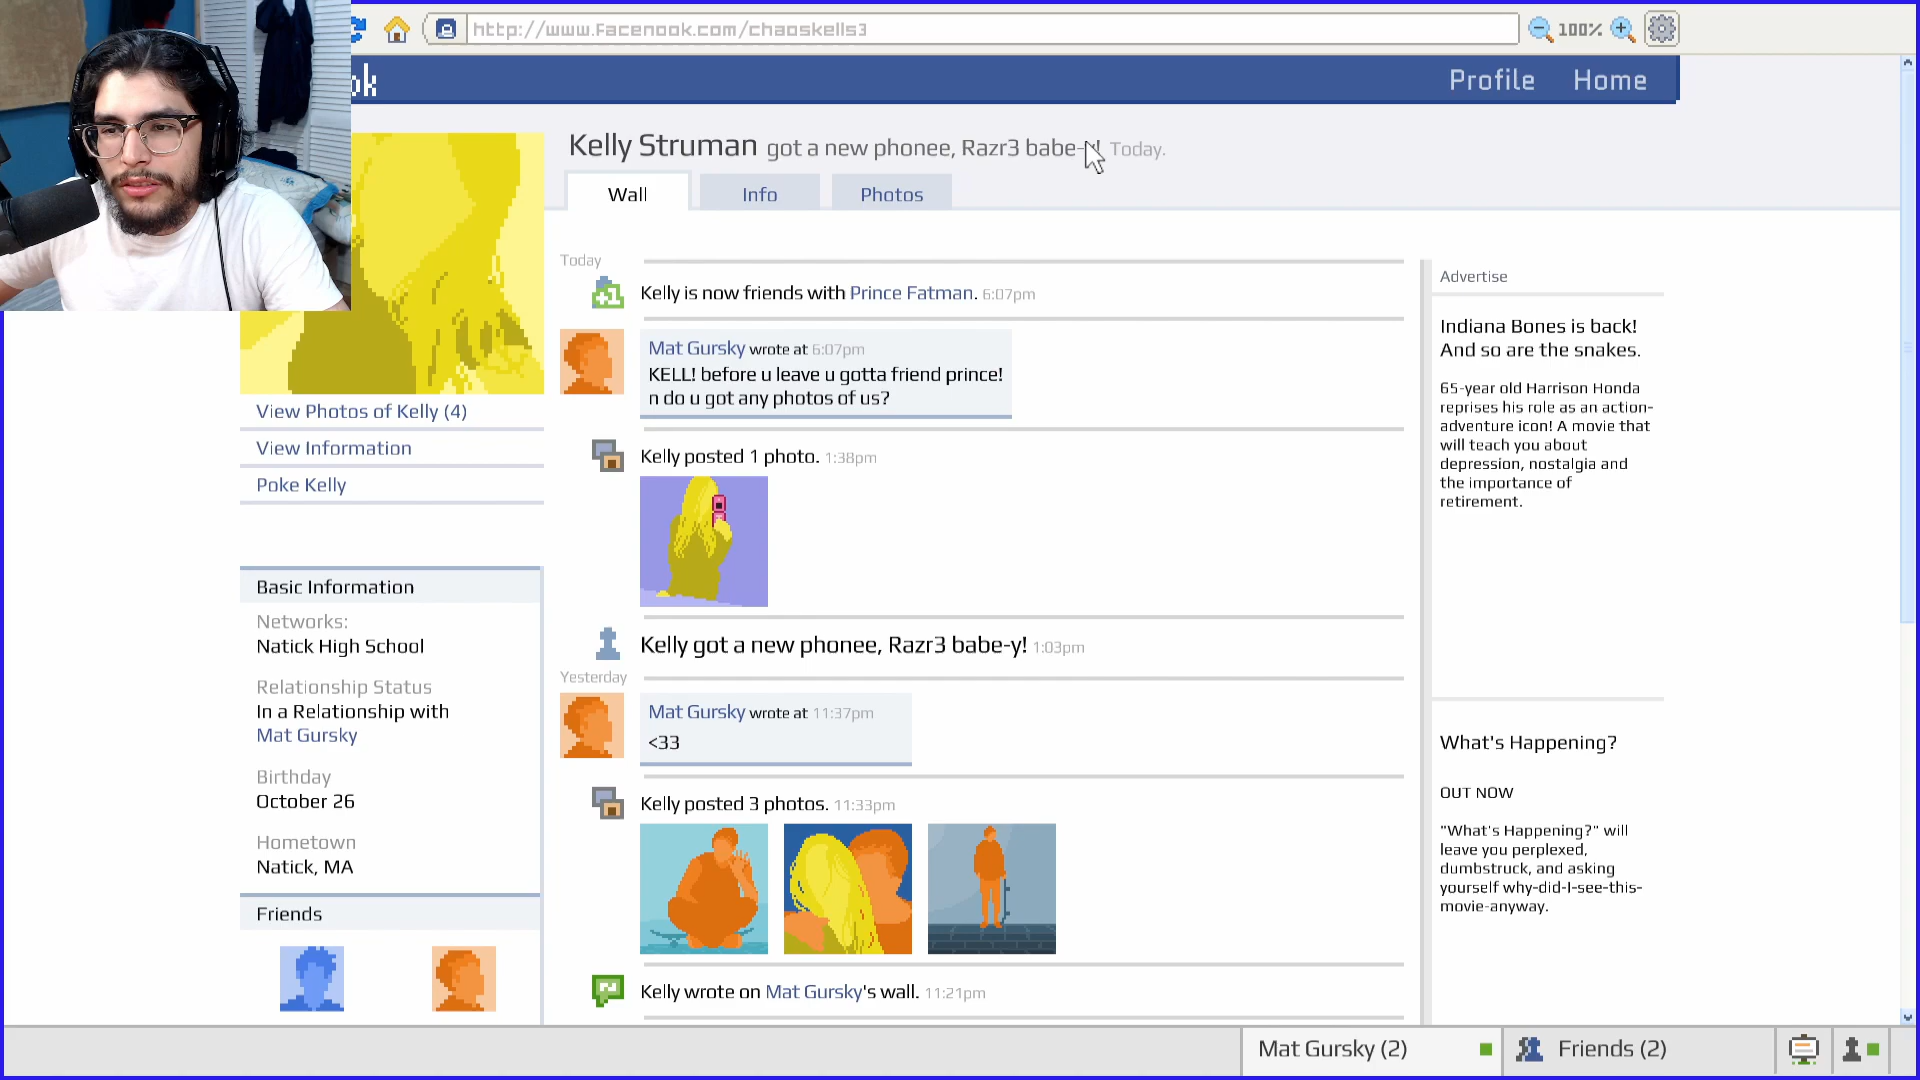 http://www.Facenook.com/chaoskells3
100%
ok
Profile
Home
Kelly Struman got a new phonee, Razr3 babe-y! Today.
Wall
Info
Photos
View Photos of Kelly (4)
View Information
Poke Kelly
Basic Information
Networks:
Natick High School
Relationship Status
In a Relationship with
Mat Gursky
Birthday
October 26
Hometown
Natick, MA
Friends
Today
Kelly is now friends with Prince Fatman. 6:07pm
Mat Gursky wrote at 6:07pm
KELL! before u leave u gotta friend prince!
n do u got any photos of us?
Kelly posted 1 photo. 1:38pm
Kelly got a new phonee, Razr3 babe-y! 1:03pm
Yesterday
Mat Gursky wrote at 11:37pm
<33
Kelly posted 3 photos. 11:33pm
Kelly wrote on Mat Gursky's wall. 11:21pm
Advertise
Indiana Bones is back!
And so are the snakes.
65-year old Harrison Honda
reprises his role as an action-
adventure icon! A movie that
will teach you about
depression, nostalgia and
the importance of
retirement.
What's Happening?
OUT NOW
"What's Happening?" will
leave you perplexed,
dumbstruck, and asking
yourself why-did-I-see-this-
movie-anyway.
Mat Gursky (2)
Friends (2)